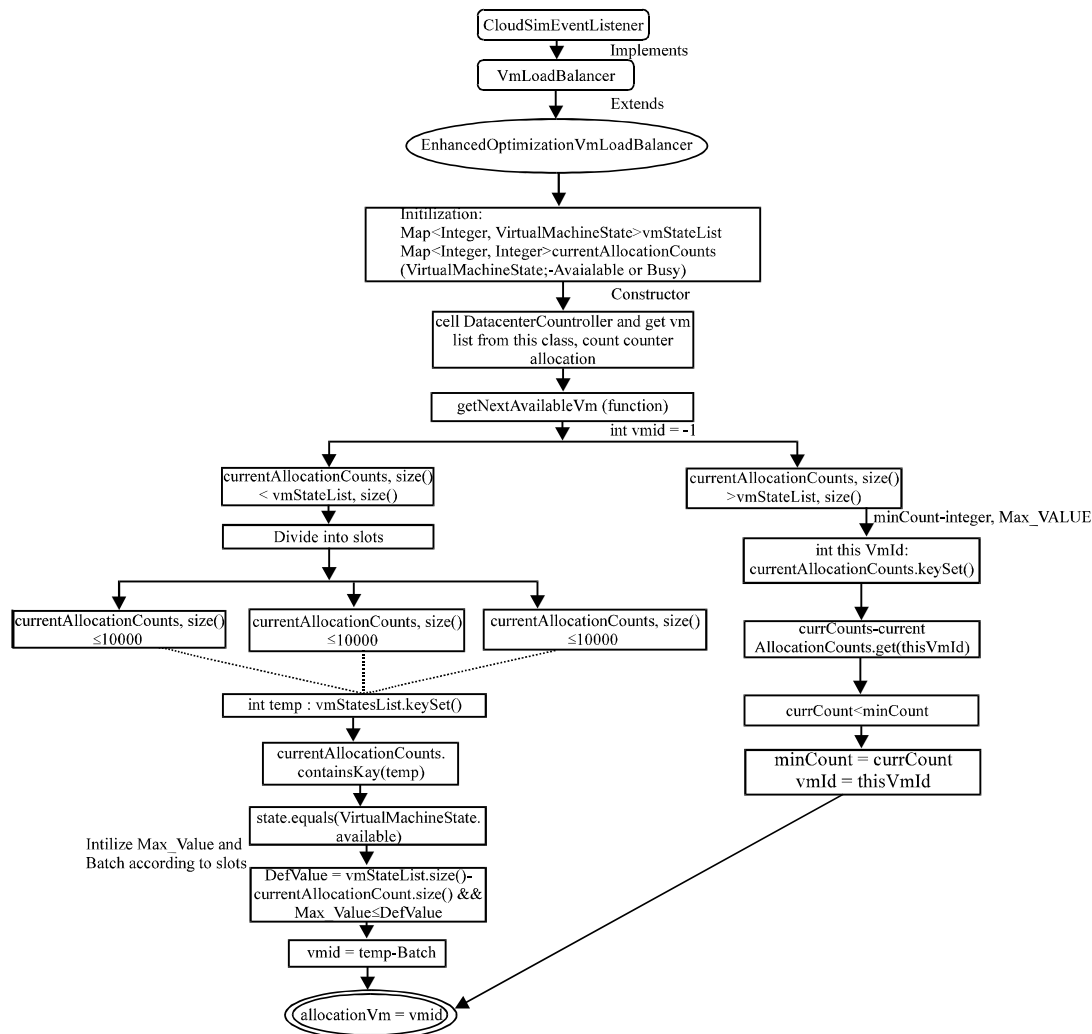 CloudSimEventListener
Implements
VmLoadBalancer
Extends
EnhancedOptimizationVmLoadBalancer
Initilization:
Map<Integer, VirtualMachineState>vmStateList
Map<Integer, Integer>currentAllocationCounts
(VirtualMachineState;-Avaialable or Busy)
Constructor
cell DatacenterCountroller and get vm
list from this class, count counter
allocation
getNextAvailableVm (function)
int vmid = -1
currentAllocationCounts, size()
< vmStateList, size()
Divide into slots
currentAllocationCounts, size()
≤10000
currentAllocationCounts, size()
≤10000
currentAllocationCounts, size()
≤10000
int temp : vmStatesList.keySet()
currentAllocationCounts.
containsKay(temp)
state.equals(VirtualMachineState.
available)
Intilize Max_Value and
Batch according to slots
DefValue = vmStateList.size()-
currentAllocationCount.size() &&
Max_Value≤DefValue
vmid = temp-Batch
currentAllocationCounts, size()
>vmStateList, size()
minCount-integer, Max_VALUE
int this VmId:
currentAllocationCounts.keySet()
currCounts-current
AllocationCounts.get(thisVmId)
currCount<minCount
minCount = currCount
vmId = thisVmId
allocationVm = vmid